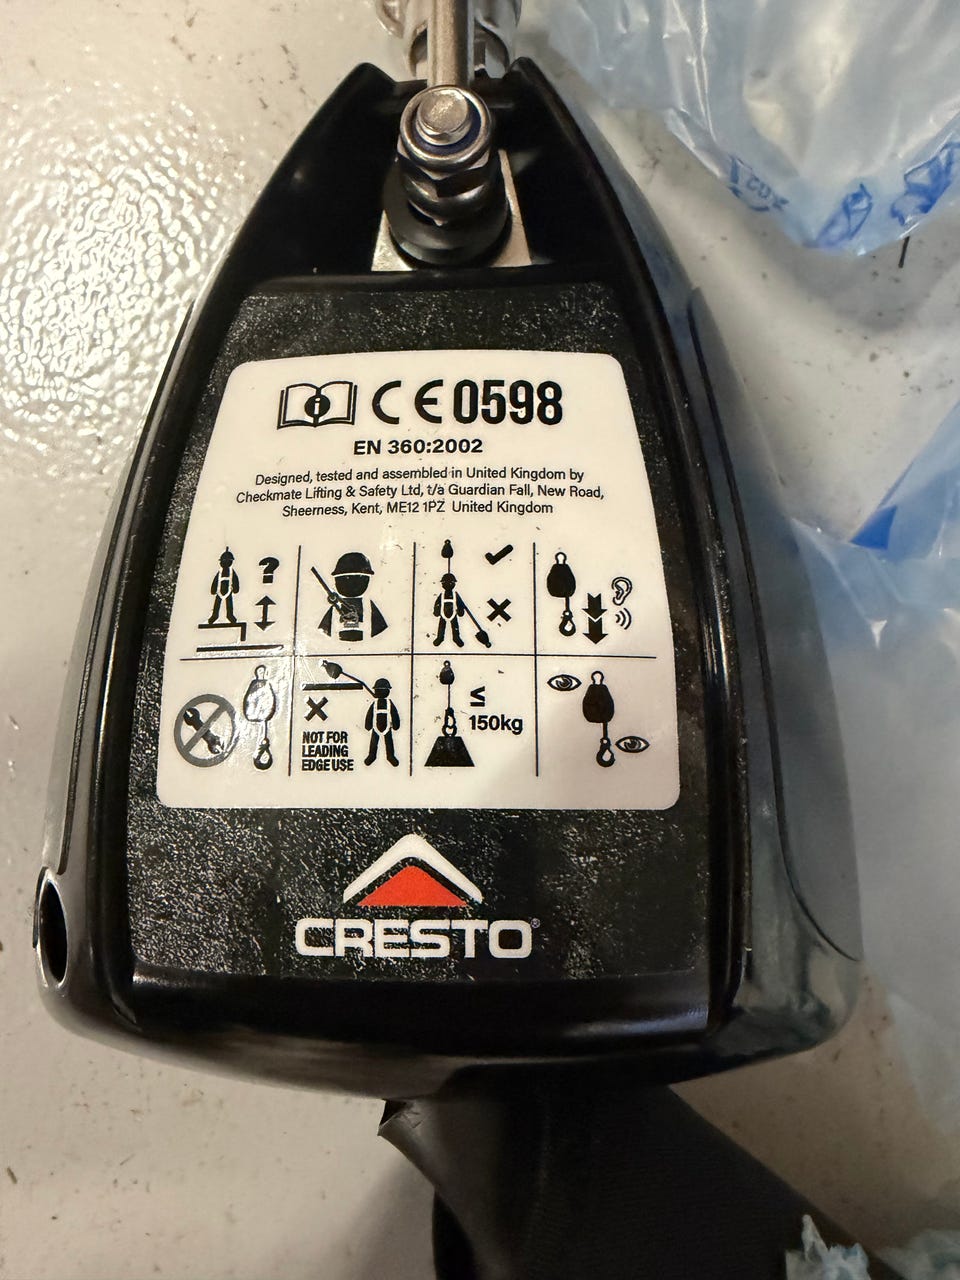 CE 0598
EN 360:2002
Designed, tested and assembled in United Kingdom by
Checkmate Lifting & Safety Ltd, t/a Guardian Fall, New Road,
Sheerness, Kent, ME12 1PZ United Kingdom
?
≤
150kg
NOT FOR
LEADING
EDGE USE
CRESTO®